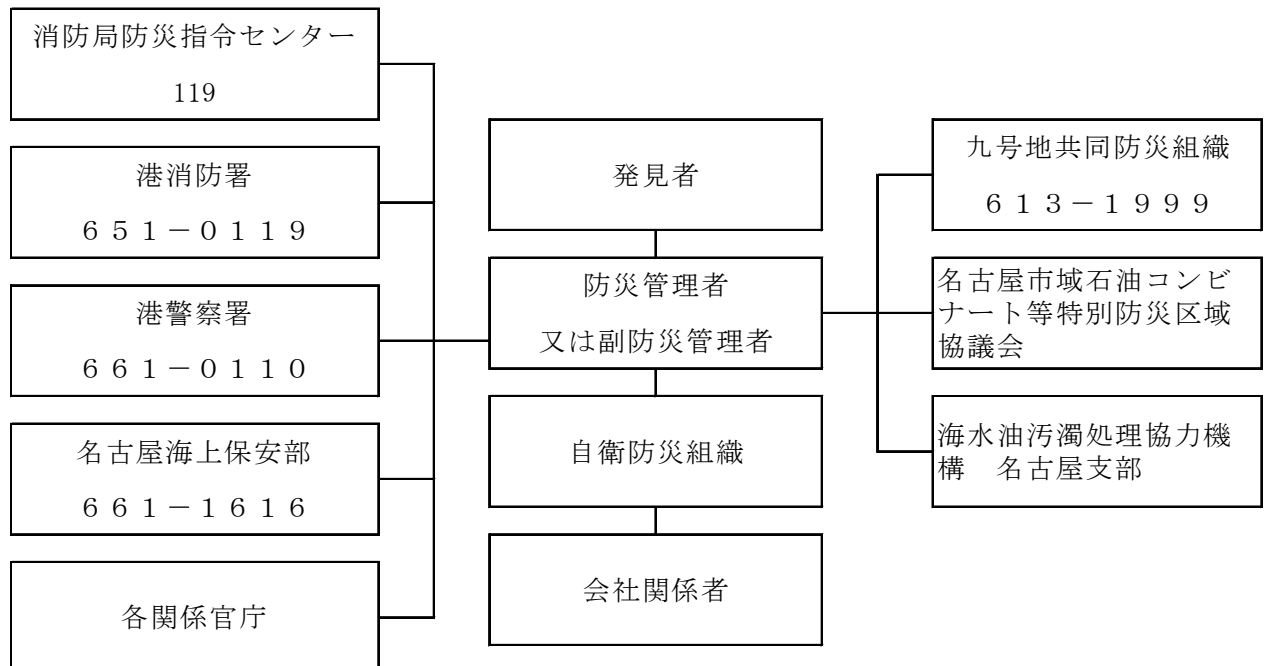 消防局防災指令センター
119
港消防署
６５１－０１１９
港警察署
６６１－０１１０
名古屋海上保安部
６６１－１６１６
各関係官庁
発見者
防災管理者
又は副防災管理者
自衛防災組織
会社関係者
九号地共同防災組織
６１３－１９９９
名古屋市域石油コンビ
ナート等特別防災区域
協議会
海水油汚濁処理協力機
構　名古屋支部